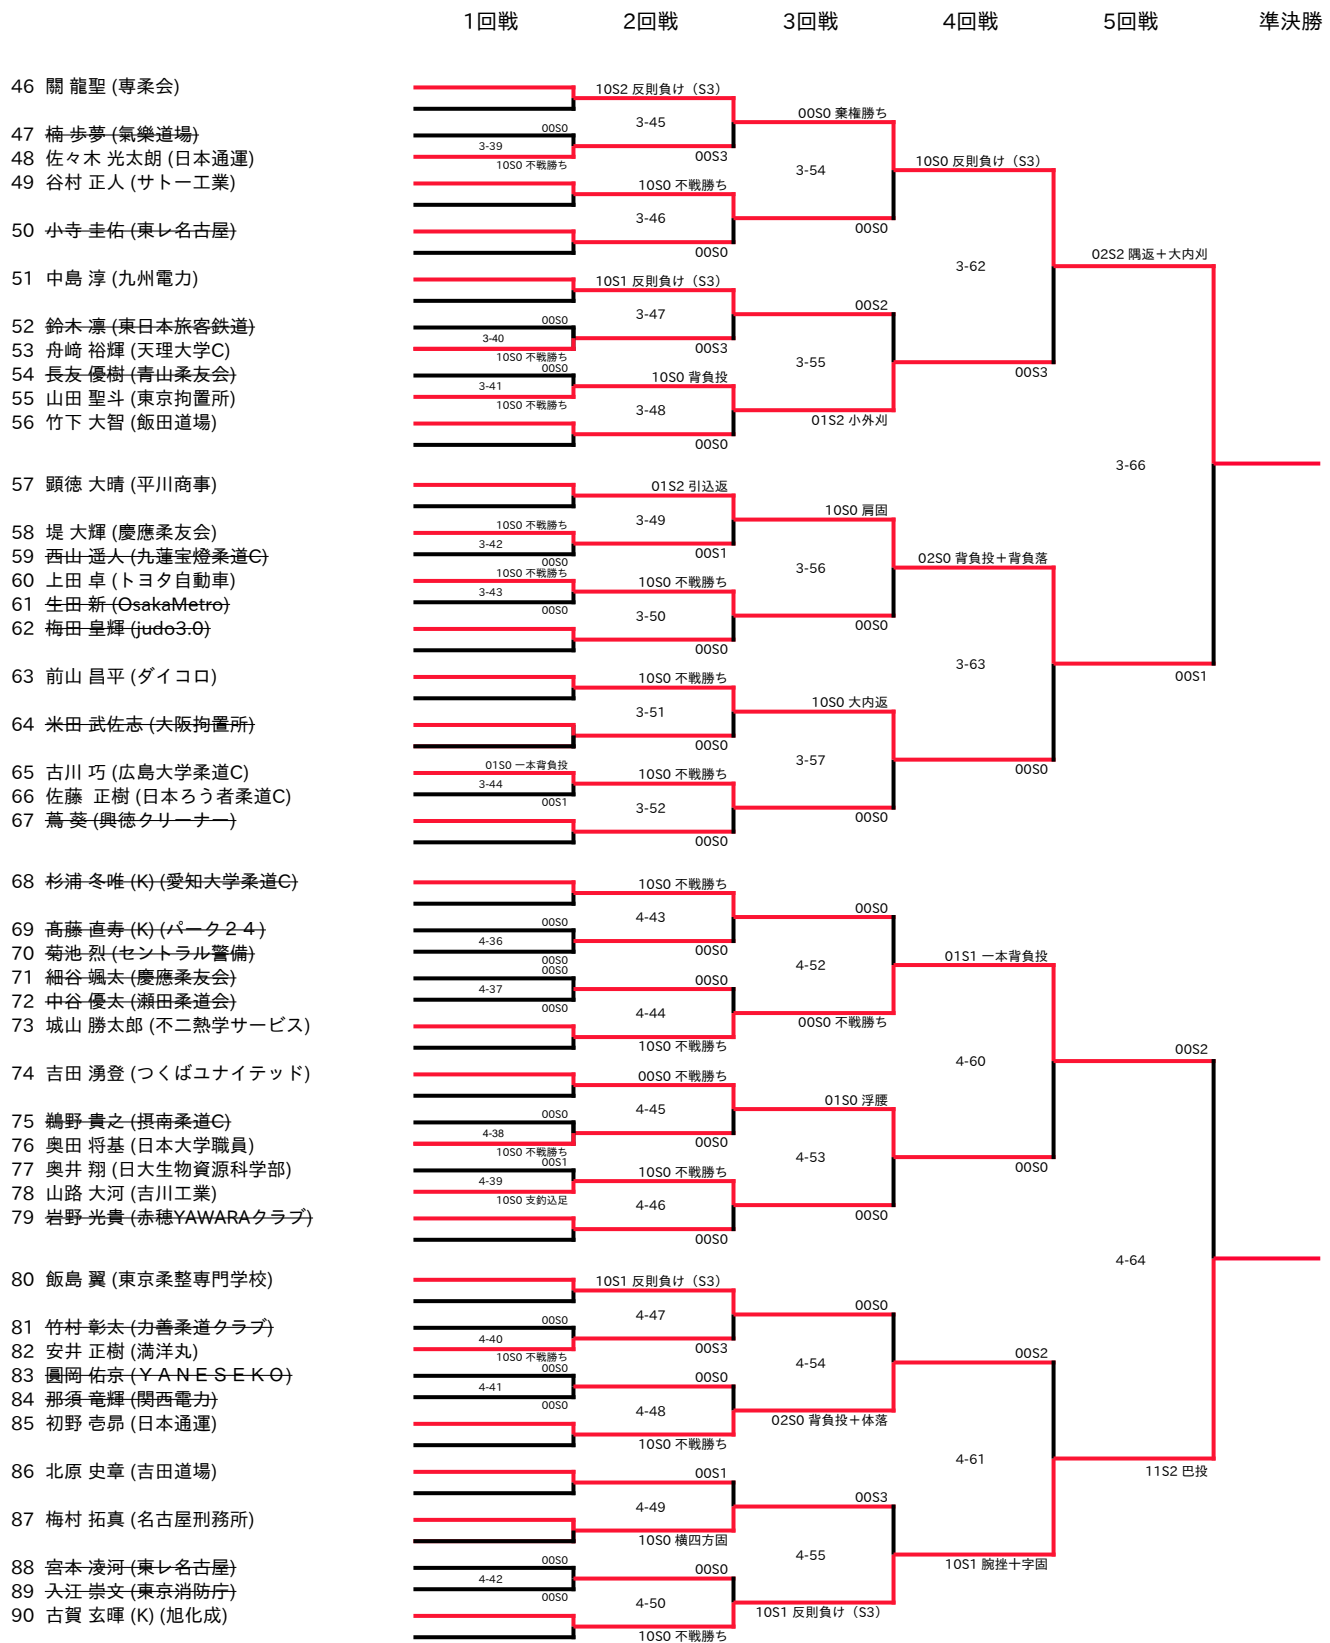 1回戦 2回戦 3回戦 4回戦 5回戦 準決勝
46 關 龍聖 (専柔会)
47 楠 歩夢 (氣樂道場)
48 佐々木 光太朗 (日本通運)
49 谷村 正人 (サトー工業)
50 小寺 圭佑 (東レ名古屋)
51 中島 淳 (九州電力)
52 鈴木 凛 (東日本旅客鉄道)
53 舟﨑 裕輝 (天理大学C)
54 長友 優樹 (青山柔友会)
55 山田 聖斗 (東京拘置所)
56 竹下 大智 (飯田道場)
57 顕徳 大晴 (平川商事)
58 堤 大輝 (慶應柔友会)
59 西山 遥人 (九蓮宝燈柔道C)
60 上田 卓 (トヨタ自動車)
61 生田 新 (OsakaMetro)
62 梅田 皇輝 (judo3.0)
63 前山 昌平 (ダイコロ)
64 米田 武佐志 (大阪拘置所)
65 古川 巧 (広島大学柔道C)
66 佐藤 正樹 (日本ろう者柔道C)
67 蔦 葵 (興徳クリーナー)
68 杉浦 冬唯 (K) (愛知大学柔道C)
69 髙藤 直寿 (K) (パーク２４)
70 菊池 烈 (セントラル警備)
71 細谷 颯太 (慶應柔友会)
72 中谷 優太 (瀬田柔道会)
73 城山 勝太郎 (不二熱学サービス)
74 吉田 湧登 (つくばユナイテッド)
75 鵜野 貴之 (摂南柔道C)
76 奥田 将基 (日本大学職員)
77 奥井 翔 (日大生物資源科学部)
78 山路 大河 (吉川工業)
79 岩野 光貴 (赤穂YAWARAクラブ)
80 飯島 翼 (東京柔整専門学校)
81 竹村 彰太 (力善柔道クラブ)
82 安井 正樹 (満洋丸)
83 圓岡 佑京 (ＹＡＮＥＳＥＫＯ)
84 那須 竜輝 (関西電力)
85 初野 壱昴 (日本通運)
86 北原 史章 (吉田道場)
87 梅村 拓真 (名古屋刑務所)
88 宮本 凌河 (東レ名古屋)
89 入江 崇文 (東京消防庁)
90 古賀 玄暉 (K) (旭化成)
00S0
3-39
10S0 不戦勝ち
00S0
3-40
10S0 不戦勝ち
00S0
3-41
10S0 不戦勝ち
10S0 不戦勝ち
3-42
00S0
10S0 不戦勝ち
3-43
00S0
01S0 一本背負投
3-44
00S1
00S0
4-36
00S0
00S0
4-37
00S0
00S0
4-38
10S0 不戦勝ち
00S1
4-39
10S0 支釣込足
00S0
4-40
10S0 不戦勝ち
00S0
4-41
00S0
00S0
4-42
00S0
10S2 反則負け（S3）
3-45
00S3
10S0 不戦勝ち
3-46
00S0
10S1 反則負け（S3）
3-47
00S3
10S0 背負投
3-48
00S0
01S2 引込返
3-49
00S1
10S0 不戦勝ち
3-50
00S0
10S0 不戦勝ち
3-51
00S0
10S0 不戦勝ち
3-52
00S0
10S0 不戦勝ち
4-43
00S0
00S0
4-44
10S0 不戦勝ち
00S0 不戦勝ち
4-45
00S0
10S0 不戦勝ち
4-46
00S0
10S1 反則負け（S3）
4-47
00S3
00S0
4-48
10S0 不戦勝ち
00S1
4-49
10S0 横四方固
00S0
4-50
10S0 不戦勝ち
00S0 棄権勝ち
3-54
00S0
00S2
3-55
01S2 小外刈
10S0 肩固
3-56
00S0
10S0 大内返
3-57
00S0
00S0
4-52
00S0 不戦勝ち
01S0 浮腰
4-53
00S0
00S0
4-54
02S0 背負投＋体落
00S3
4-55
10S1 反則負け（S3）
10S0 反則負け（S3）
3-62
00S3
02S0 背負投＋背負落
3-63
00S0
01S1 一本背負投
4-60
00S0
00S2
4-61
10S1 腕挫十字固
02S2 隅返＋大内刈
3-66
00S1
00S2
4-64
11S2 巴投